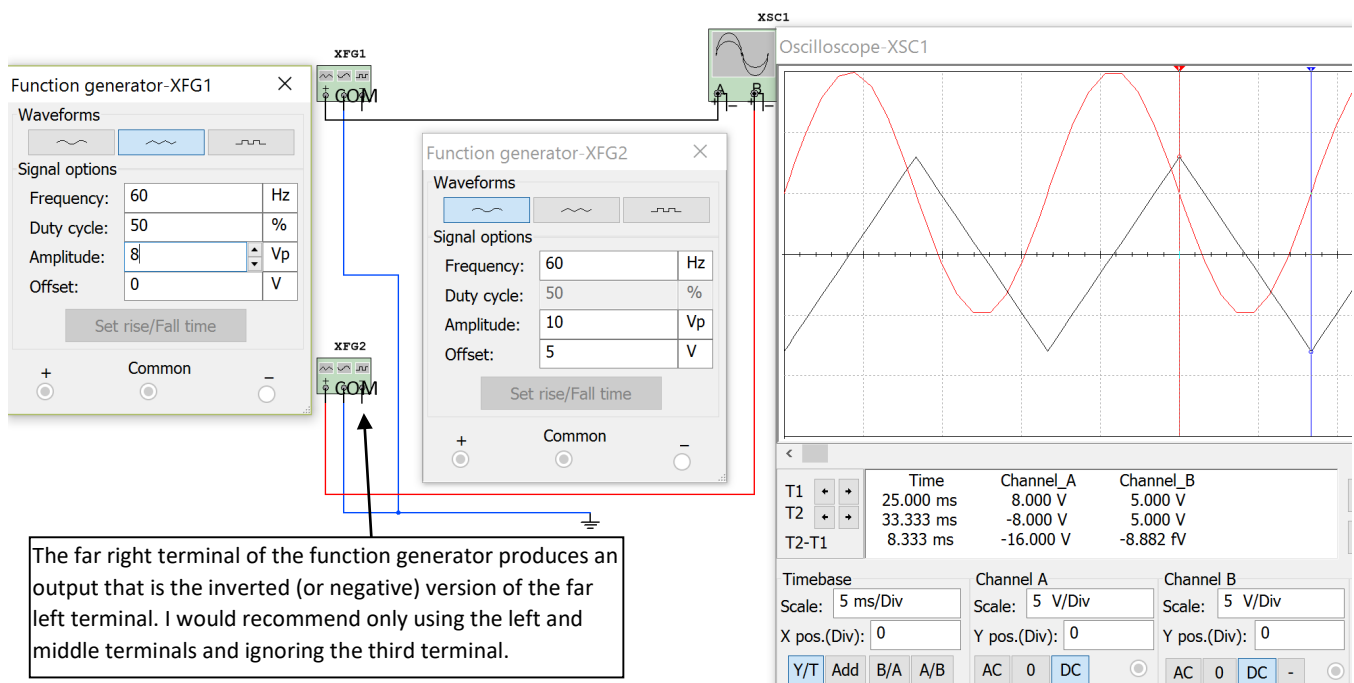 XSC1
XFG1
COM
A B
+ - + -
Function generator-XFG1 ×
Waveforms
Signal options
Frequency: 60 Hz
Duty cycle: 50 %
Amplitude: 8 Vp
Offset: 0 V
Set rise/Fall time
+ Common -
XFG2
COM
Function generator-XFG2 ×
Waveforms
Signal options
Frequency: 60 Hz
Duty cycle: 50 %
Amplitude: 10 Vp
Offset: 5 V
Set rise/Fall time
+ Common -
The far right terminal of the function generator produces an
output that is the inverted (or negative) version of the far
left terminal. I would recommend only using the left and
middle terminals and ignoring the third terminal.
Oscilloscope-XSC1
Time Channel_A Channel_B
T1 25.000 ms 8.000 V 5.000 V
T2 33.333 ms -8.000 V 5.000 V
T2-T1 8.333 ms -16.000 V -8.882 fV
Timebase
Scale: 5 ms/Div
X pos.(Div): 0
Y/T Add B/A A/B
Channel A
Scale: 5 V/Div
Y pos.(Div): 0
AC 0 DC
Channel B
Scale: 5 V/Div
Y pos.(Div): 0
AC 0 DC -